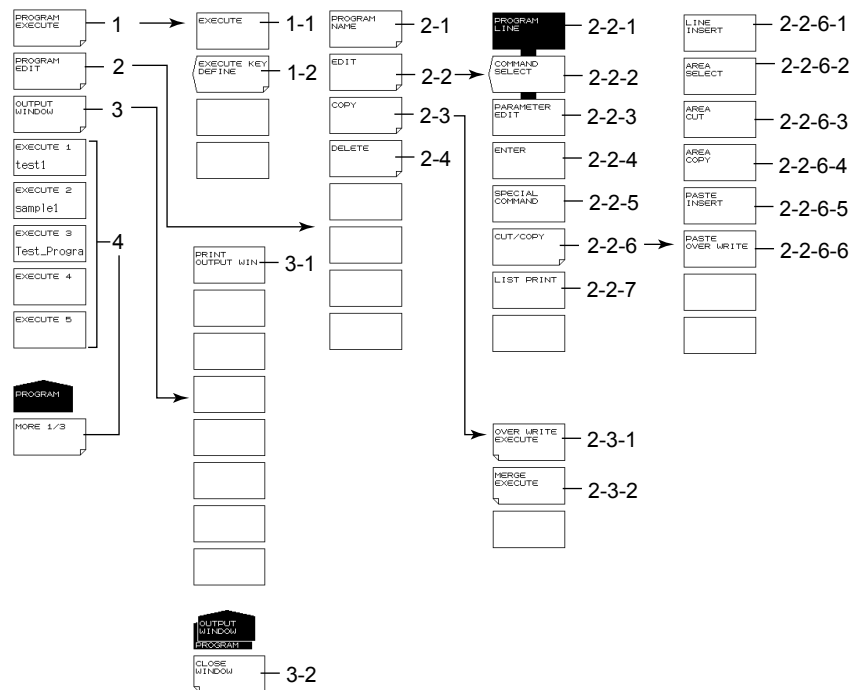 PROGRAM
EXECUTE
1
PROGRAM
EDIT
2
OUTPUT
WINDOW
3
EXECUTE 1
test1
EXECUTE 2
sample1
EXECUTE 3
Test_Progra
EXECUTE 4
EXECUTE 5
4
PROGRAM
MORE 1/3
EXECUTE
1-1
EXECUTE KEY
DEFINE
1-2
PRINT
OUTPUT WIN
3-1
OUTPUT
WINDOW
PROGRAM
CLOSE
WINDOW
3-2
PROGRAM
NAME
2-1
EDIT
2-2
COPY
2-3
DELETE
2-4
PROGRAM
LINE
2-2-1
COMMAND
SELECT
2-2-2
PARAMETER
EDIT
2-2-3
ENTER
2-2-4
SPECIAL
COMMAND
2-2-5
CUT/COPY
2-2-6
LIST PRINT
2-2-7
OVER WRITE
EXECUTE
2-3-1
MERGE
EXECUTE
2-3-2
LINE
INSERT
2-2-6-1
AREA
SELECT
2-2-6-2
AREA
CUT
2-2-6-3
AREA
COPY
2-2-6-4
PASTE
INSERT
2-2-6-5
PASTE
OVER WRITE
2-2-6-6